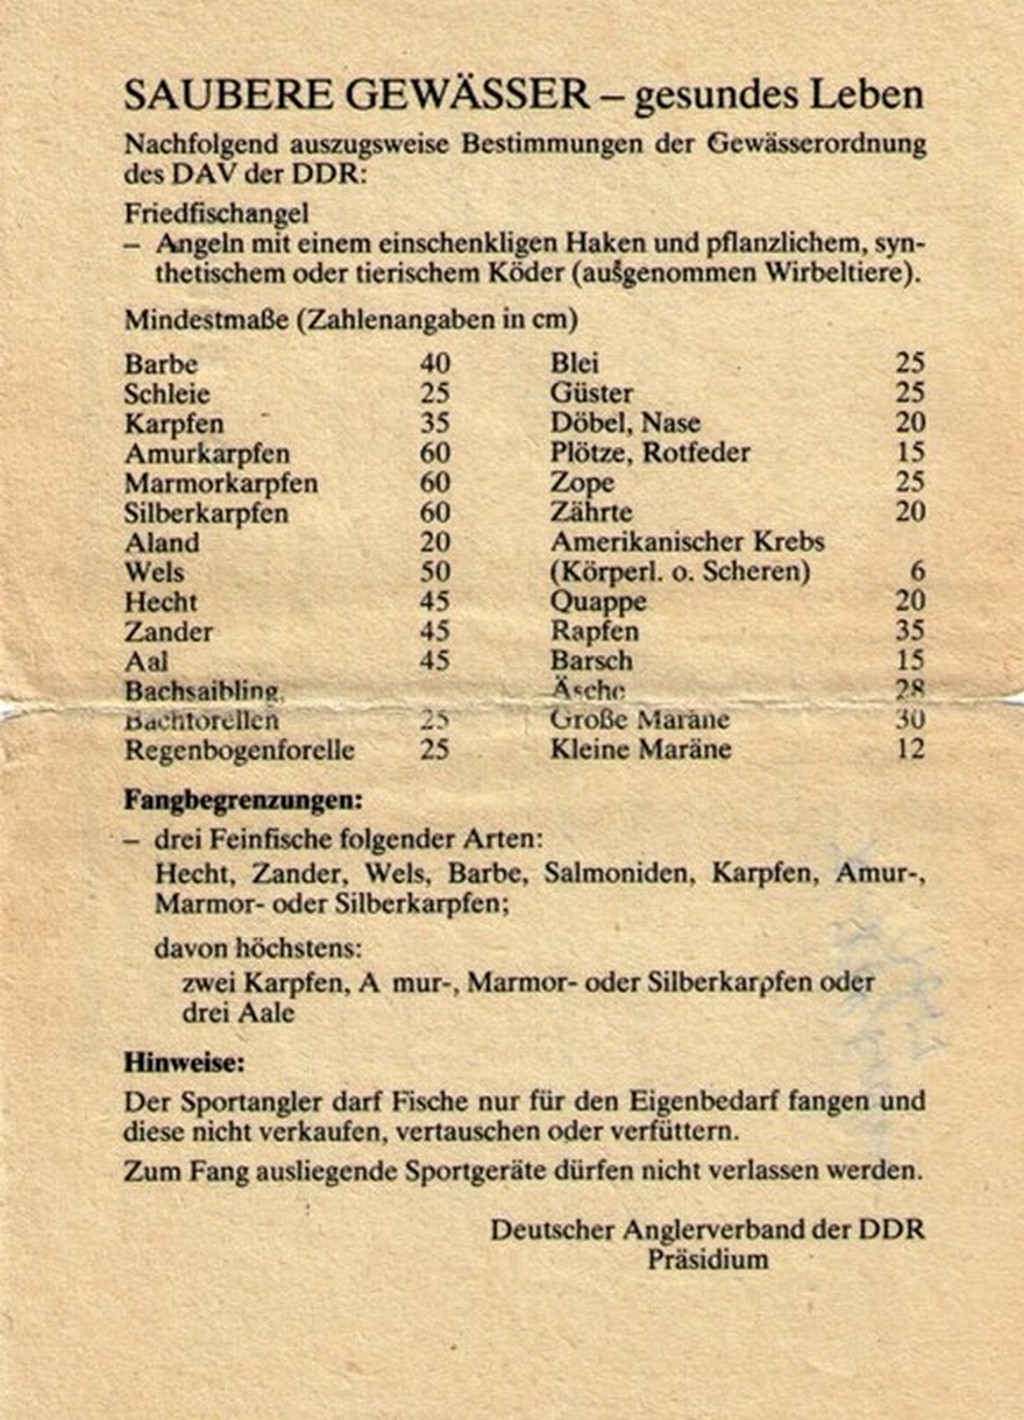 SAUBERE GEWÄSSER – gesundes Leben
Nachfolgend auszugsweise Bestimmungen der Gewässerordnung
des DAV der DDR:
Friedfischangel
– Angeln mit einem einschenkligen Haken und pflanzlichem, syn-
thetischem oder tierischem Köder (ausgenommen Wirbeltiere).
Mindestmaße (Zahlenangaben in cm)
Barbe 40
Schleie 25
Karpfen 35
Amurkarpfen 60
Marmorkarpfen 60
Silberkarpfen 60
Aland 20
Wels 50
Hecht 45
Zander 45
Aal 45
Bachsaibling,
Bachforellen 25
Regenbogenforelle 25
Blei 25
Güster 25
Döbel, Nase 20
Plötze, Rotfeder 15
Zope 25
Zährte 20
Amerikanischer Krebs
(Körperl. o. Scheren) 6
Quappe 20
Rapfen 35
Barsch 15
Äsche 28
Große Maräne 30
Kleine Maräne 12
Fangbegrenzungen:
– drei Feinfische folgender Arten:
Hecht, Zander, Wels, Barbe, Salmoniden, Karpfen, Amur-,
Marmor- oder Silberkarpfen;
davon höchstens:
zwei Karpfen, A mur-, Marmor- oder Silberkarpfen oder
drei Aale
Hinweise:
Der Sportangler darf Fische nur für den Eigenbedarf fangen und
diese nicht verkaufen, vertauschen oder verfüttern.
Zum Fang ausliegende Sportgeräte dürfen nicht verlassen werden.
Deutscher Anglerverband der DDR
Präsidium